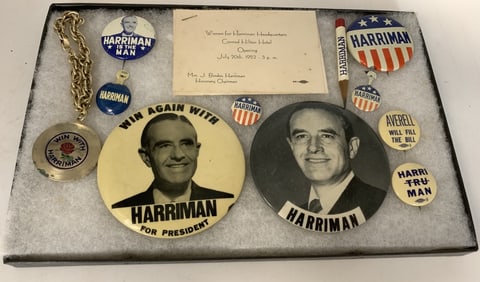 HARRIMAN
IS THE
MAN
HARRIMAN
WIN WITH
HARRIMAN
Women for Harriman Headquarters
Conrad Hilton Hotel
Opening
July 20th, 1952 - 3 p.m.
Mrs. J. Borden Harriman
Honorary Chairman
HARRIMAN
HARRIMAN
HARRIMAN
HARRIMAN
HARRIMAN
AVERELL
WILL FILL
THE BILL
HARRI
TRU
MAN
WIN AGAIN WITH
HARRIMAN
FOR PRESIDENT
HARRIMAN